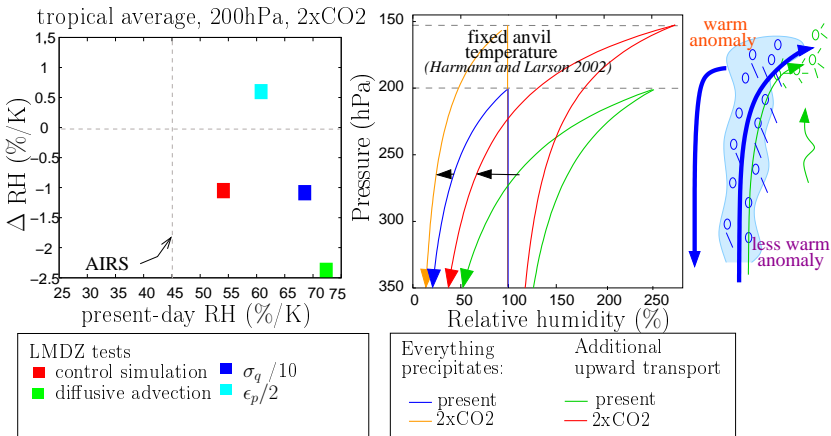 tropical average, 200hPa, 2xCO2
1.5
1
0.5
0
−0.5
−1
−1.5
−2
−2.5
Δ RH (%/K)
AIRS
25 35 45 55 60 65 70 75
present-day RH (%/K)
LMDZ tests
control simulation
diffusive advection
σq /10
ϵp/2
150
200
250
300
350
Pressure (hPa)
fixed anvil
temperature
(Harmann and Larson 2002)
0 50 100 150 200 250
Relative humidity (%)
Everything
precipitates:
present
2xCO2
Additional
upward transport
present
2xCO2
warm
anomaly
less warm
anomaly